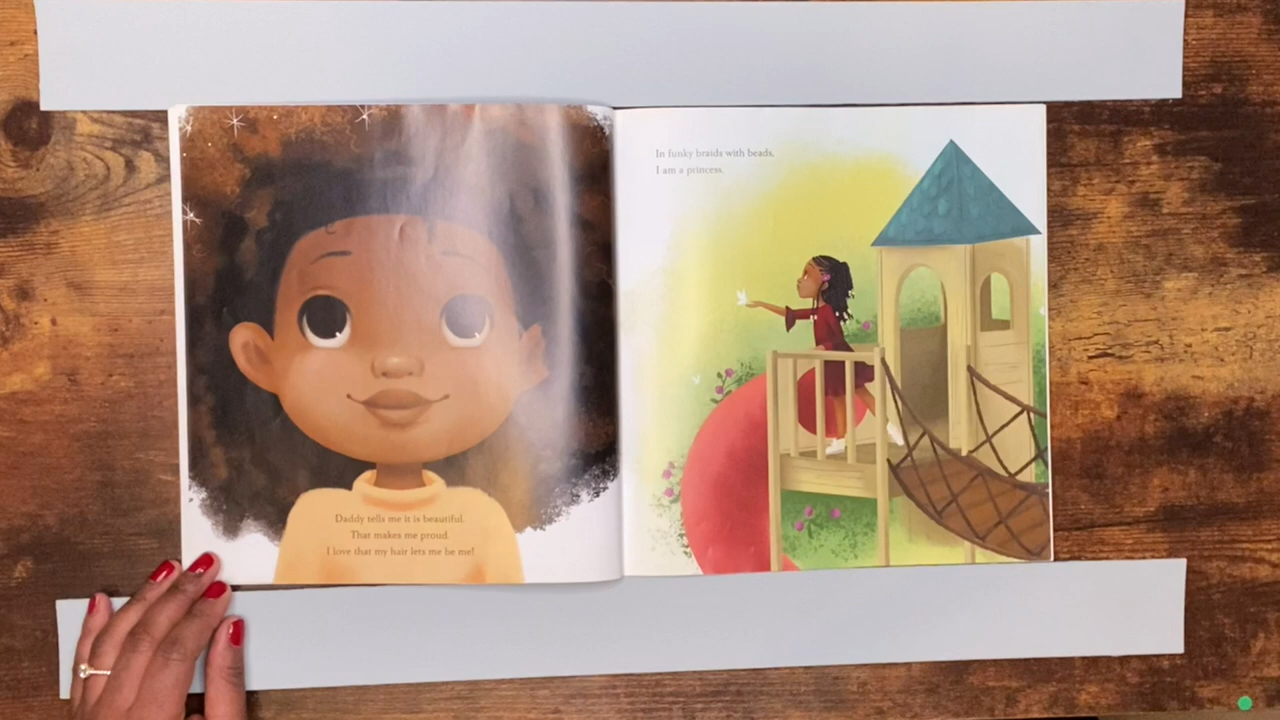 Daddy tells me it is beautiful.
That makes me proud.
I love that my hair lets me be me!
In funky braids with beads,
I am a princess.